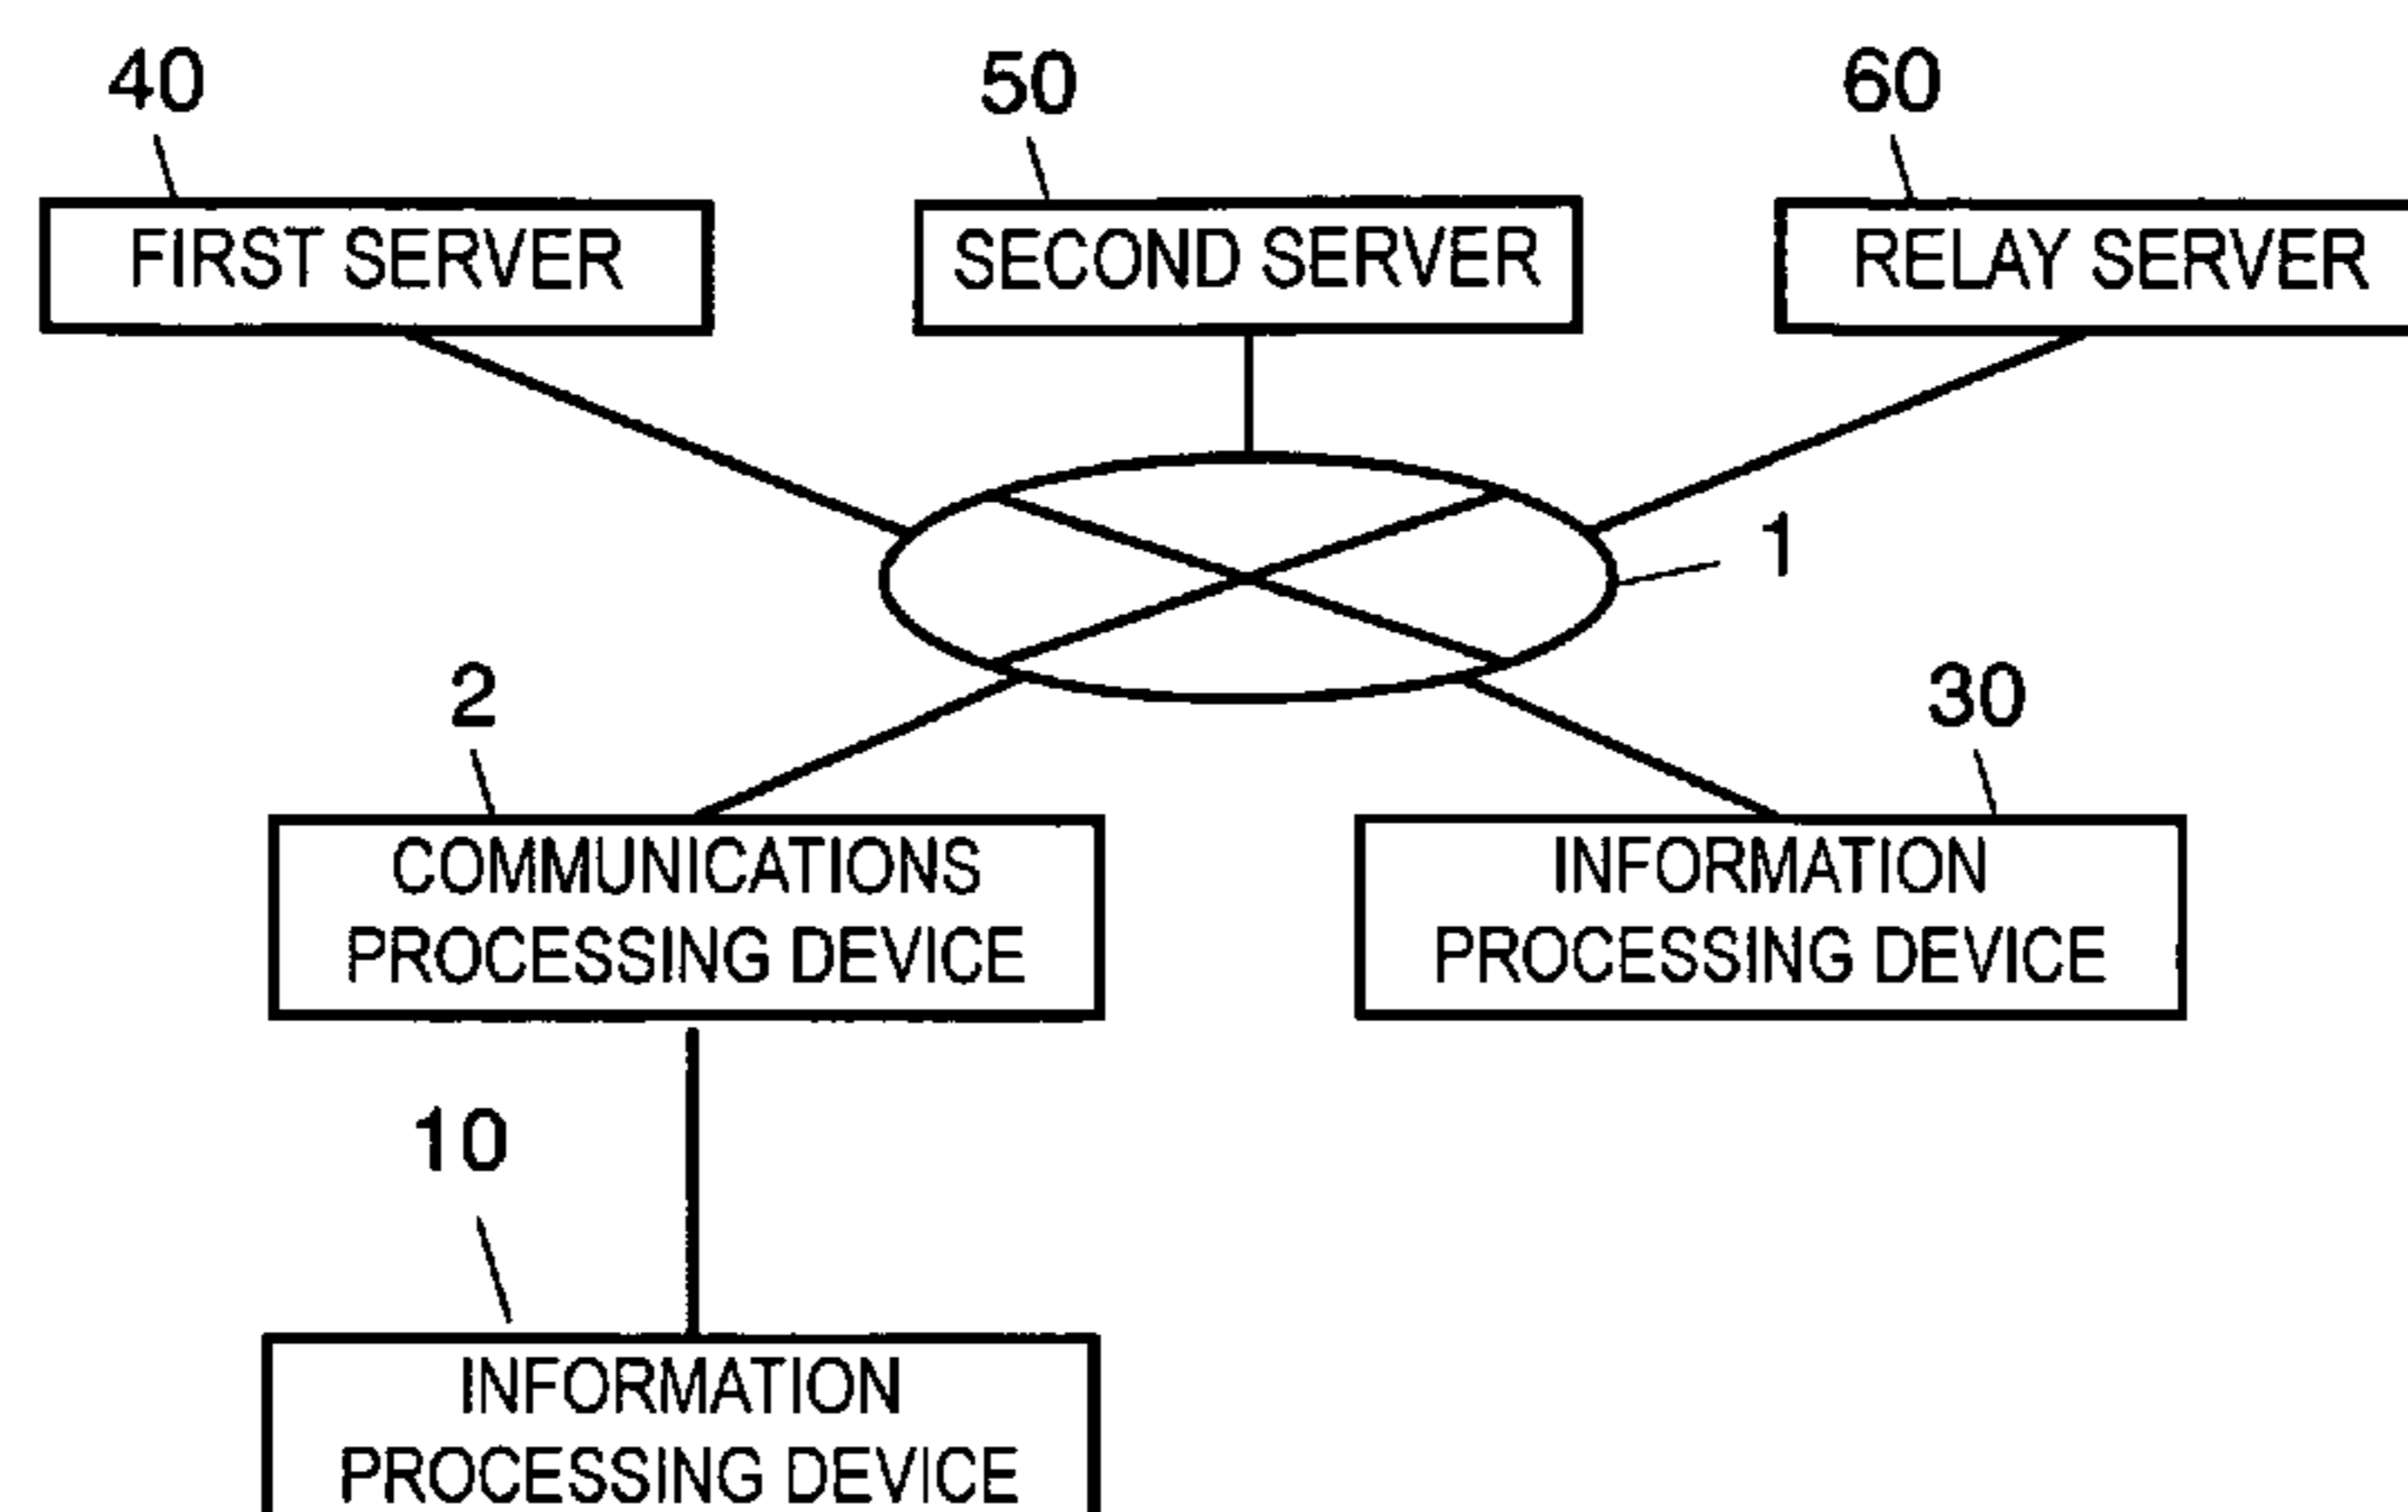 40
50
60
FIRST SERVER
SECOND SERVER
RELAY SERVER
1
2
30
COMMUNICATIONS
PROCESSING DEVICE
INFORMATION
PROCESSING DEVICE
10
INFORMATION
PROCESSING DEVICE